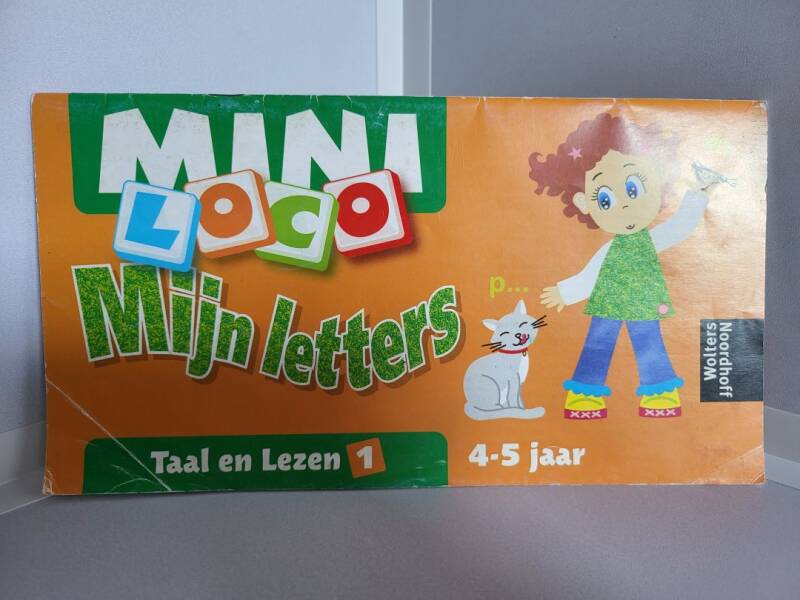 MINI
LOCO
Mijn letters
p...
Taal en Lezen 1
4-5 jaar
Wolters
Noordhoff